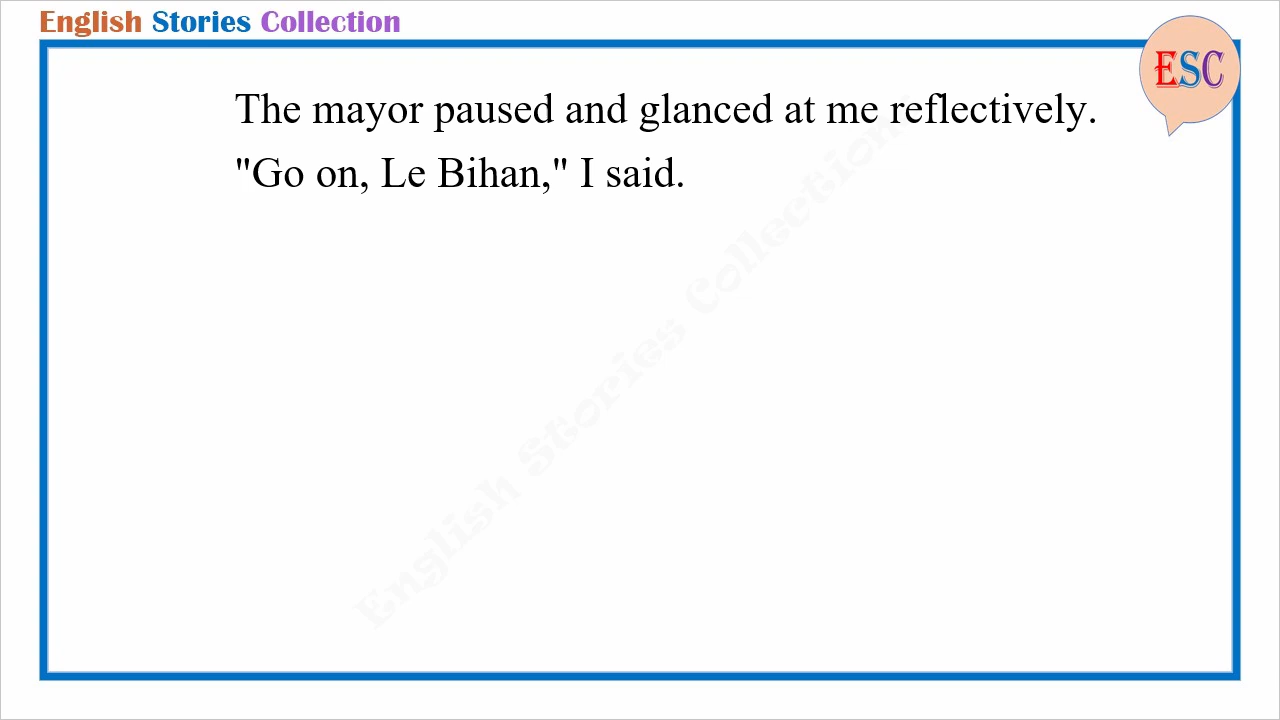 English Stories Collection
ESC
The mayor paused and glanced at me reflectively.
"Go on, Le Bihan," I said.
English Stories Collection